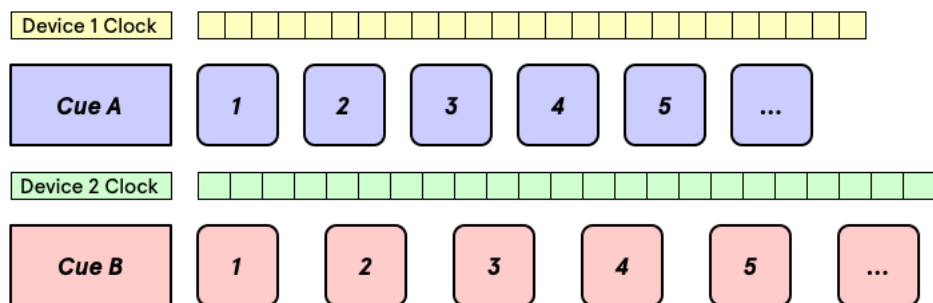 Device 1 Clock
Cue A 1 2 3 4 5 ...
Device 2 Clock
Cue B 1 2 3 4 5 ...